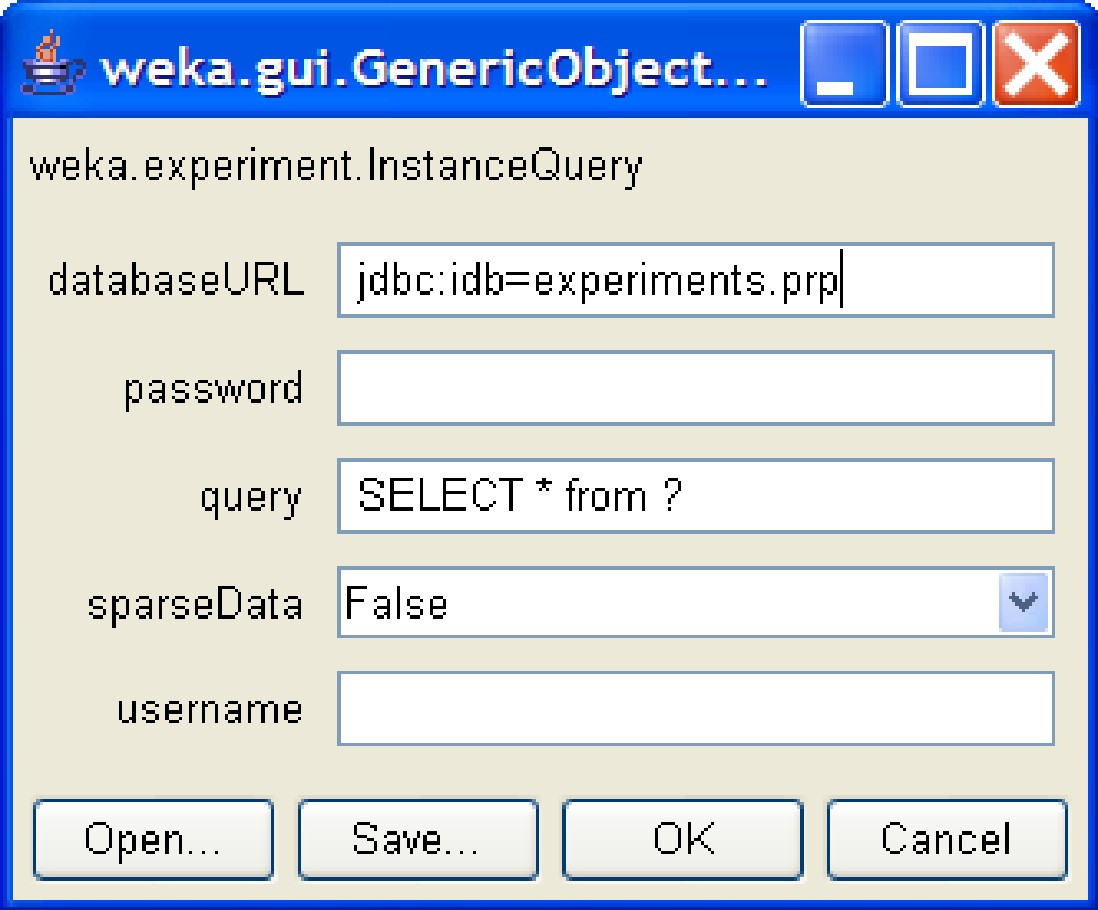 weka.gui.GenericObject...
weka.experiment.InstanceQuery
databaseURL jdbc:idb=experiments.prp
password
query SELECT * from ?
sparseData False
username
Open... Save... OK Cancel